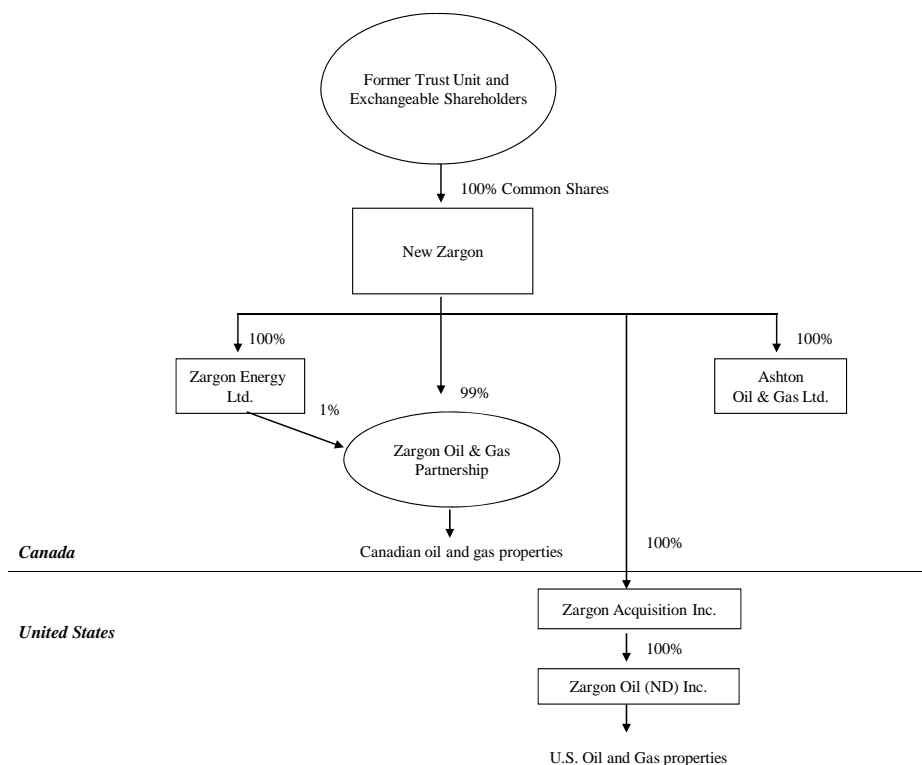 Former Trust Unit and
Exchangeable Shareholders
100% Common Shares
New Zargon
100%
100%
Zargon Energy
Ltd.
Ashton
Oil & Gas Ltd.
99%
1%
Zargon Oil & Gas
Partnership
Canadian oil and gas properties
100%
Canada
Zargon Acquisition Inc.
United States
100%
Zargon Oil (ND) Inc.
U.S. Oil and Gas properties